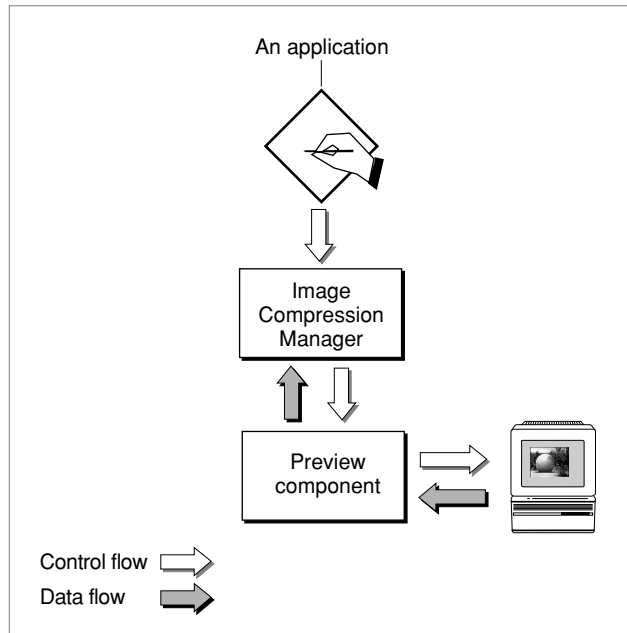 An application
Image
Compression
Manager
Preview
component
Control flow
Data flow